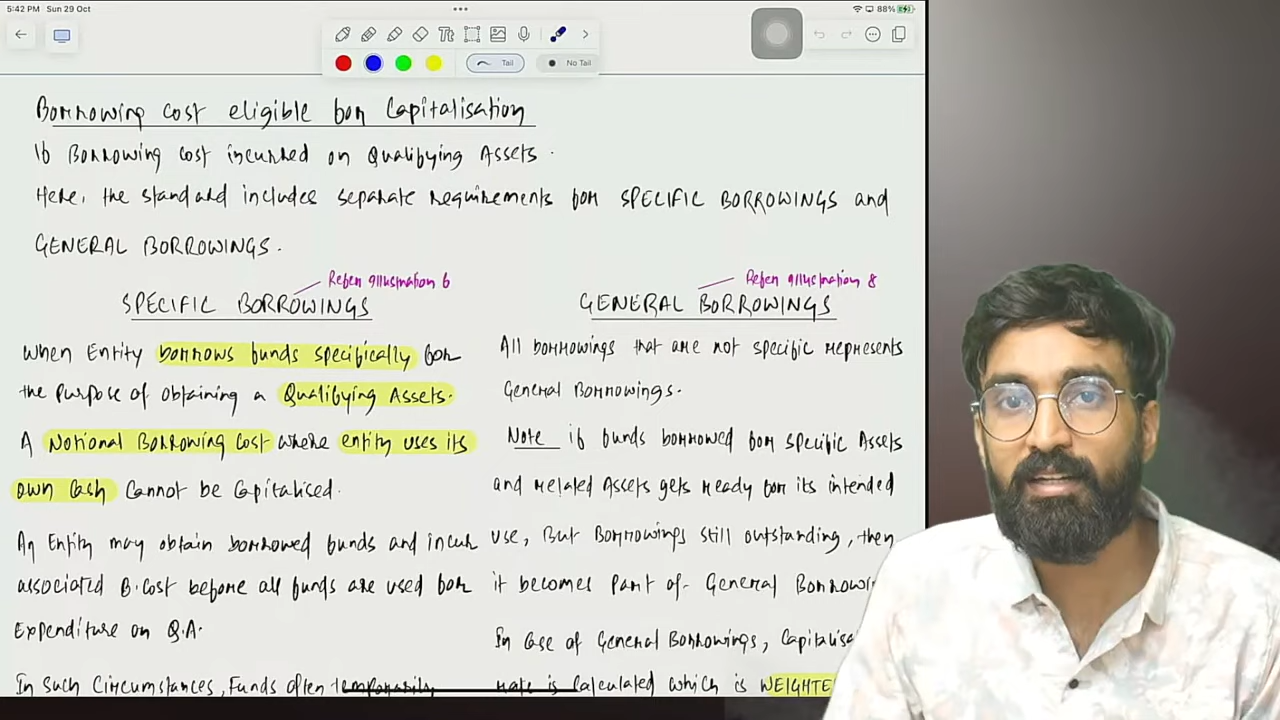 5:42 PM Sun 29 Oct
88%
Tail
No Tail
Borrowing cost eligible for Capitalisation
If Borrowing cost incurred on Qualifying Assets.
Here, the standard includes separate requirements for SPECIFIC BORROWINGS and
GENERAL BORROWINGS.
Refer illustration 6
SPECIFIC BORROWINGS
When Entity borrows funds specifically for
the purpose of obtaining a Qualifying Assets.
A Notional Borrowing Cost where entity uses its
own Cash Cannot be Capitalised.
An Entity may obtain borrowed funds and incur
associated B.Cost before all funds are used for
Expenditure on Q.A.
In Such Circumstances, Funds often temporarily
Refer illustration 8
GENERAL BORROWINGS
All borrowings that are not specific represents
General Borrowings.
Note if funds borrowed for specific Assets
and related Assets gets ready for its intended
use, But Borrowings still outstanding, then
it becomes Part of General Borrowin
In Case of General Borrowings, Capitalisa
rate is Calculated which is WEIGHTE